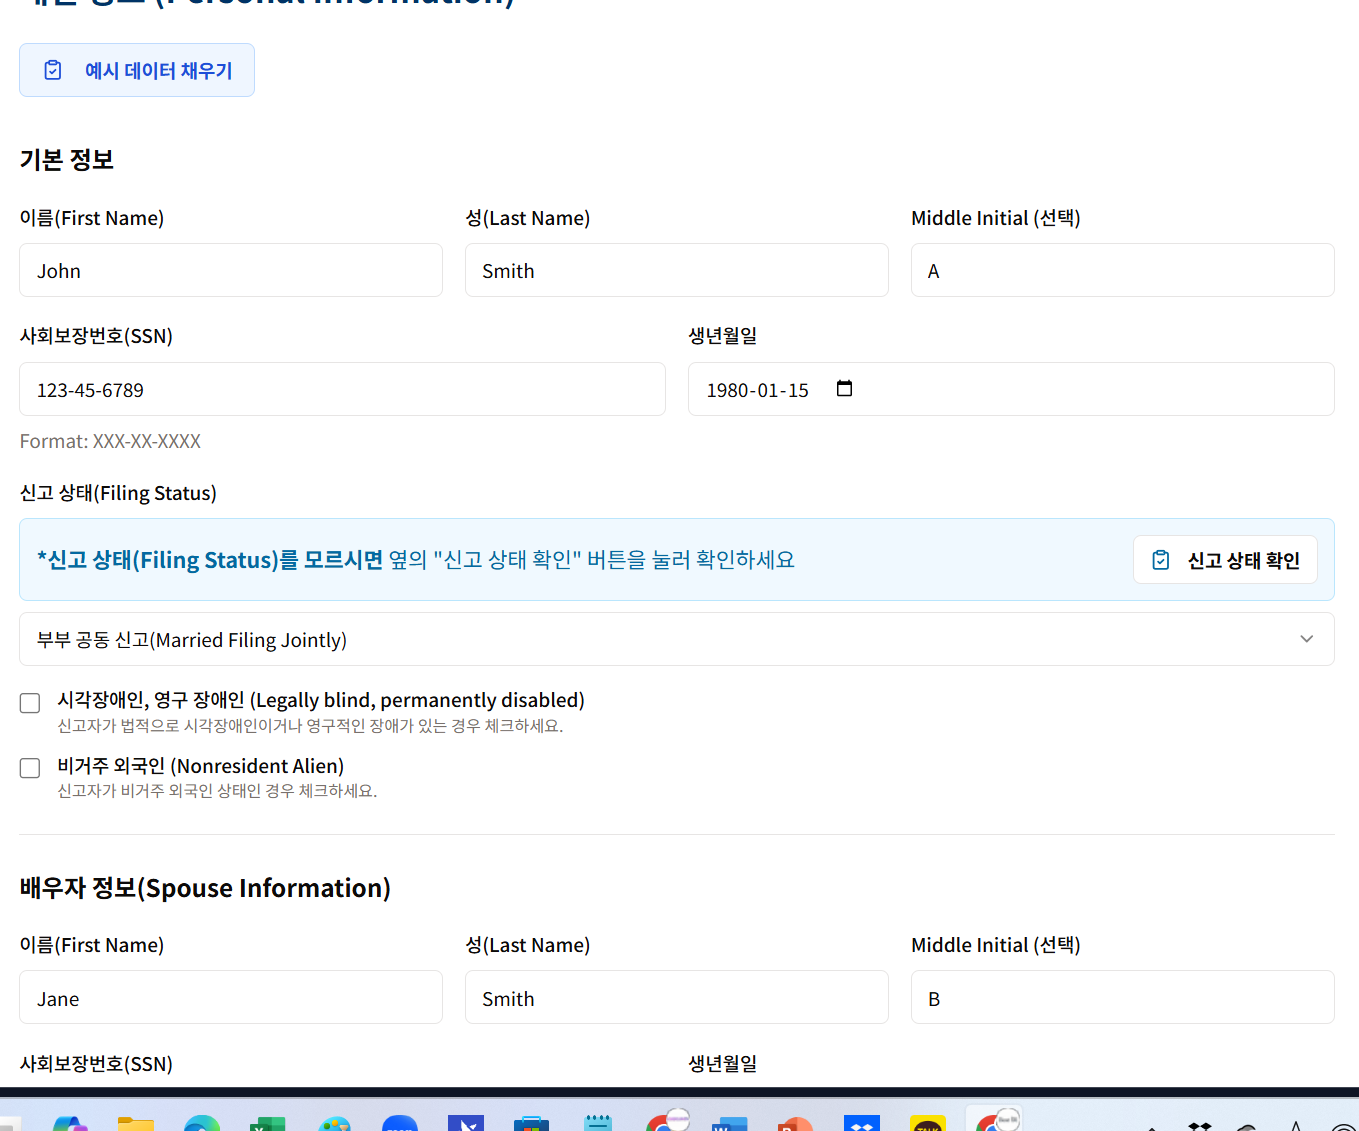 개인 정보 (Personal Information)
예시 데이터 채우기
기본 정보
이름(First Name)
성(Last Name)
Middle Initial (선택)
John
Smith
A
사회보장번호(SSN)
생년월일
123-45-6789
1980-01-15
Format: XXX-XX-XXXX
신고 상태(Filing Status)
*신고 상태(Filing Status)를 모르시면 옆의 "신고 상태 확인" 버튼을 눌러 확인하세요
신고 상태 확인
부부 공동 신고(Married Filing Jointly)
시각장애인, 영구 장애인 (Legally blind, permanently disabled)
신고자가 법적으로 시각장애인이거나 영구적인 장애가 있는 경우 체크하세요.
비거주 외국인 (Nonresident Alien)
신고자가 비거주 외국인 상태인 경우 체크하세요.
배우자 정보(Spouse Information)
이름(First Name)
성(Last Name)
Middle Initial (선택)
Jane
Smith
B
사회보장번호(SSN)
생년월일